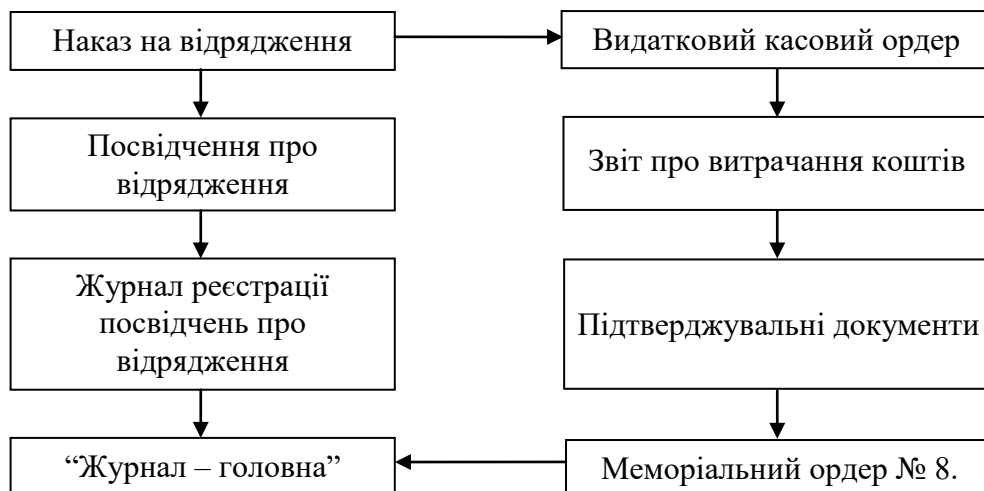 Наказ на відрядження
Видатковий касовий ордер
Посвідчення про
відрядження
Звіт про витрачання коштів
Журнал реєстрації
посвідчень про
відрядження
Підтверджувальні документи
“Журнал – головна”
Меморіальний ордер № 8.